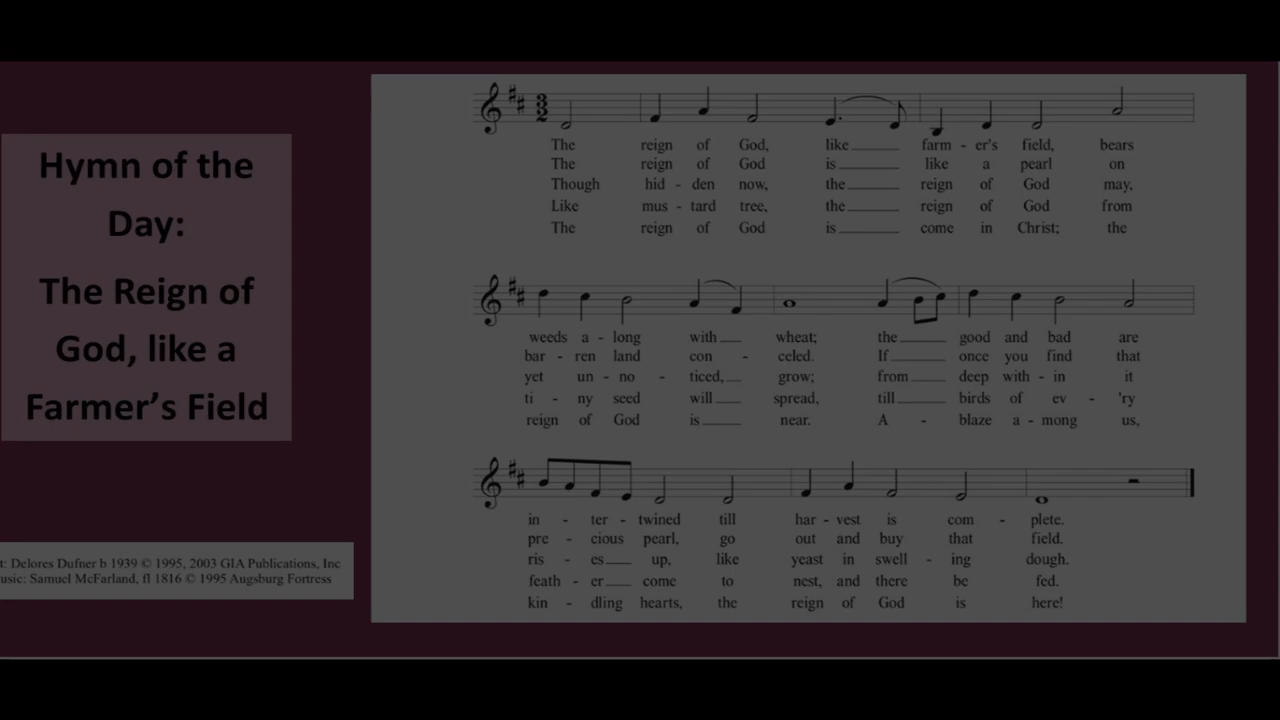 Hymn of the
Day:
The Reign of
God, like a
Farmer's Field
t: Delores Dufner b 1939 © 1995, 2003 GIA Publications, Inc
usic: Samuel McFarland, fl 1816 © 1995 Augsburg Fortress
3
2
The reign of God, like farm - er's field, bears
The reign of God is like a pearl on
Though hid - den now, the reign of God may,
Like mus - tard tree, the reign of God from
The reign of God is come in Christ; the
weeds a - long with wheat; the good and bad are
bar - ren land con - celed. If once you find that
yet un - no - ticed, grow; from deep with - in it
ti - ny seed will spread, till birds of ev - 'ry
reign of God is near. A - blaze a - mong us,
in - ter - twined till har - vest is com - plete.
pre - cious pearl, go out and buy that field.
ris - es up, like yeast in swell - ing dough.
feath - er come to nest, and there be fed.
kin - dling hearts, the reign of God is here!